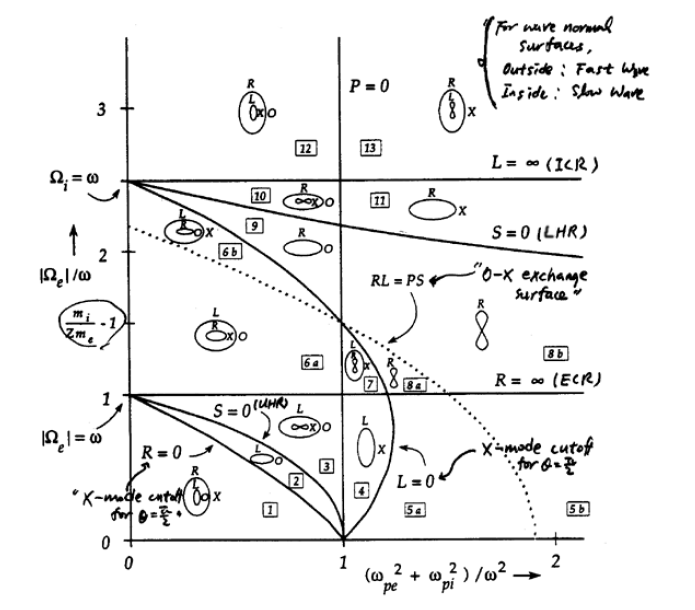 "For wave normal
surfaces,
Outside : Fast Wave
Inside : Slow Wave
R
L
X O
12
P = 0
R
L
X
13
3
L = ∞ (ICR)
Ωᵢ = ω
10
R
O
11
R
X
S = 0 (LHR)
9
L
R
O X
6b
R
O
2
|Ωₑ|/ω
RL = PS
"O-X exchange
surface"
mᵢ/Zmₑ - 1
L
R
X O
R
8b
6a
L
R
X
7
R
8a
R = ∞ (ECR)
1
|Ωₑ| = ω
S = 0 (UHR)
L
X O
R = 0
L
O
3
2
L
X
L = 0
X-mode cutoff
for θ = π/2
"X-mode cutoff
for θ = π/2"
R
L
O X
1
4
5a
5b
0
0
1
2
(ωpe² + ωpi²)/ω²